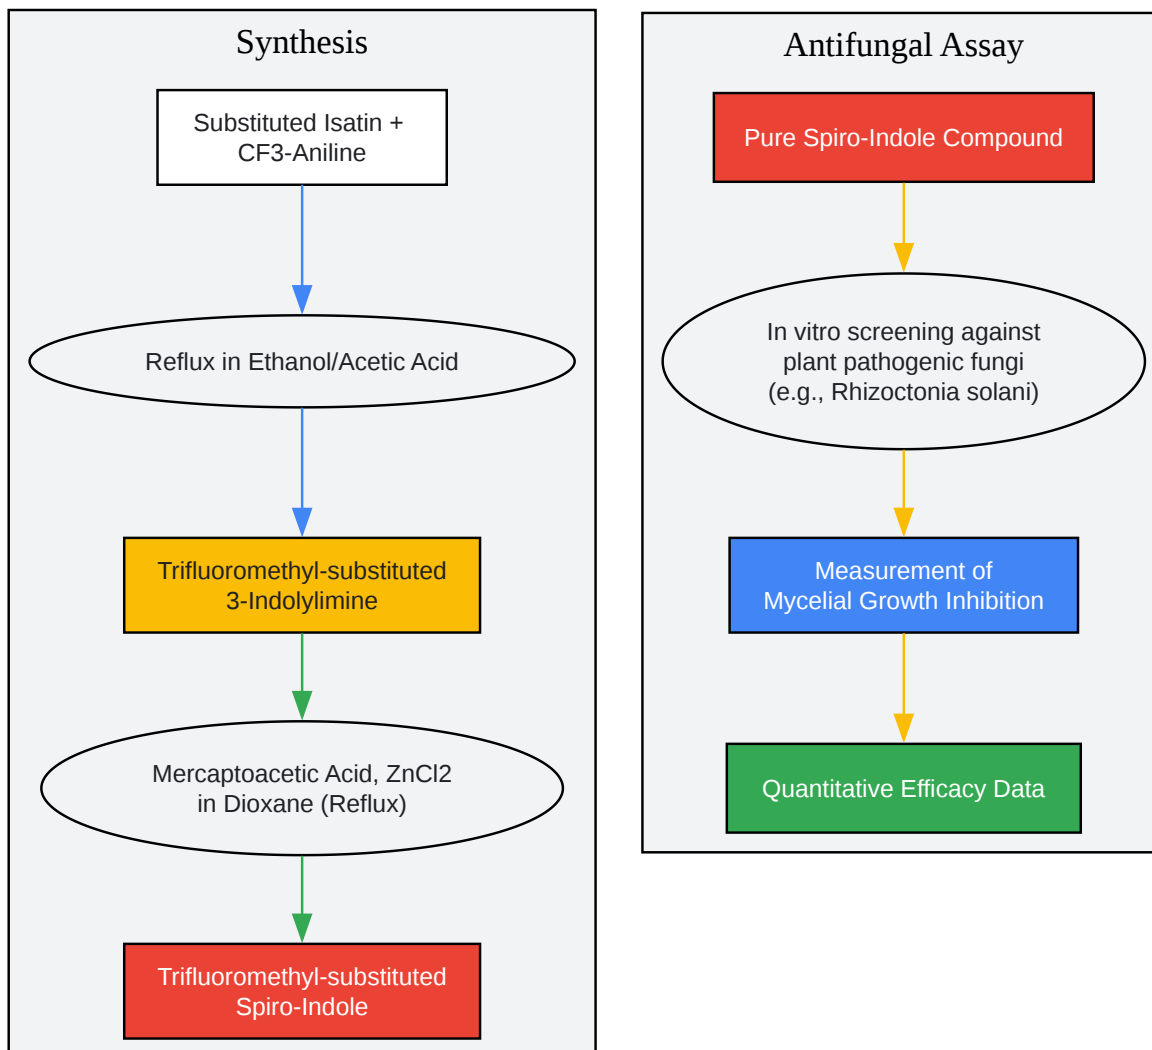 Synthesis
Substituted Isatin +
CF3-Aniline
Reflux in Ethanol/Acetic Acid
Trifluoromethyl-substituted
3-Indolylimine
Mercaptoacetic Acid, ZnCl2
in Dioxane (Reflux)
Trifluoromethyl-substituted
Spiro-Indole
Antifungal Assay
Pure Spiro-Indole Compound
In vitro screening against
plant pathogenic fungi
(e.g., Rhizoctonia solani)
Measurement of
Mycelial Growth Inhibition
Quantitative Efficacy Data